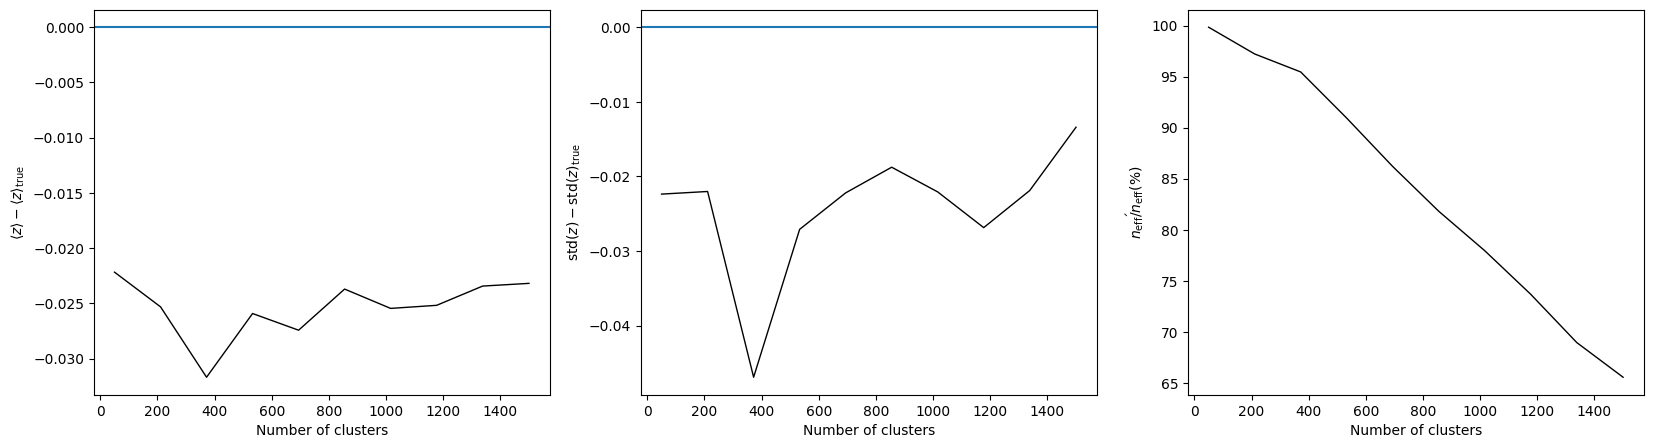 0.000
−0.005
−0.010
−0.015
−0.020
−0.025
−0.030
⟨z⟩ − ⟨z⟩true
0 200 400 600 800 1000 1200 1400
Number of clusters
0.00
−0.01
−0.02
−0.03
−0.04
std(z) − std(z)true
0 200 400 600 800 1000 1200 1400
Number of clusters
100
95
90
85
80
75
70
65
n′eff/neff(%)
0 200 400 600 800 1000 1200 1400
Number of clusters